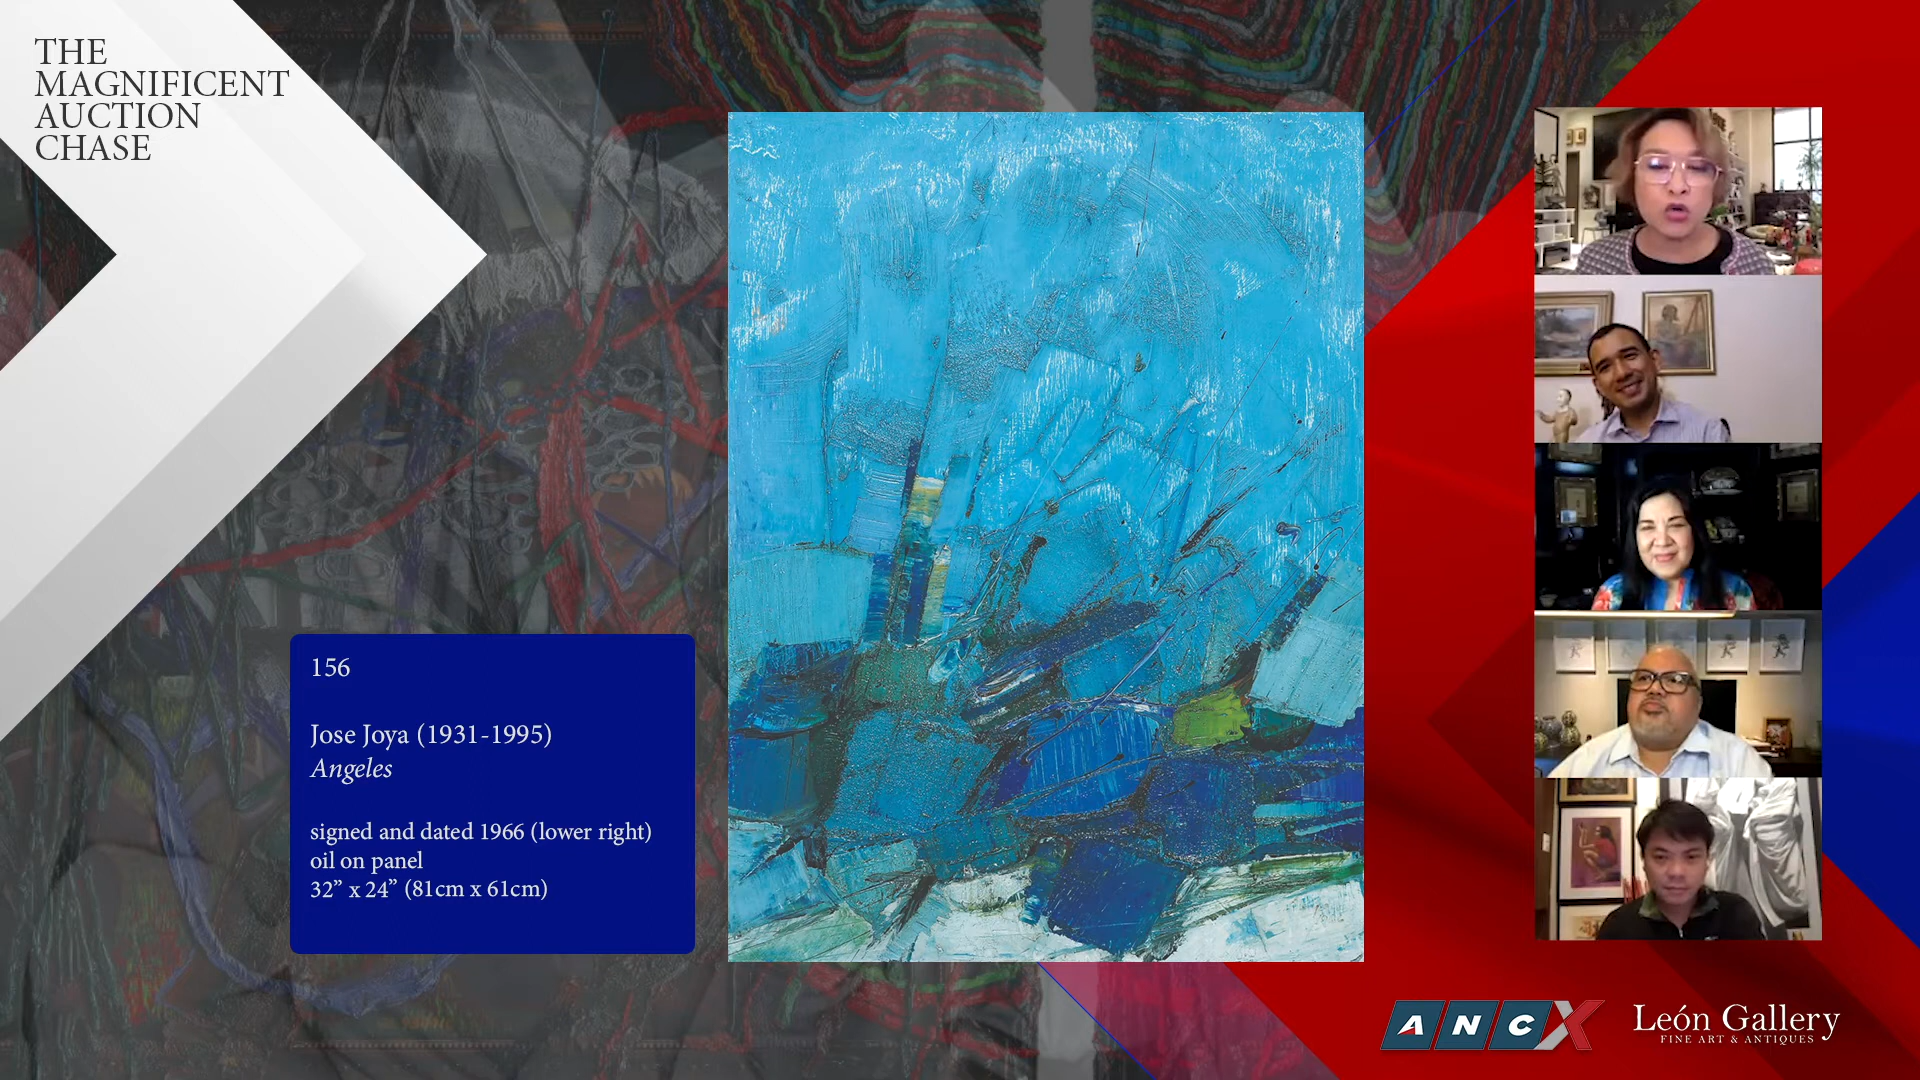 THE
MAGNIFICENT
AUCTION
CHASE
156
Jose Joya (1931-1995)
Angeles
signed and dated 1966 (lower right)
oil on panel
32” x 24” (81cm x 61cm)
ANCX
León Gallery
FINE ART & ANTIQUES